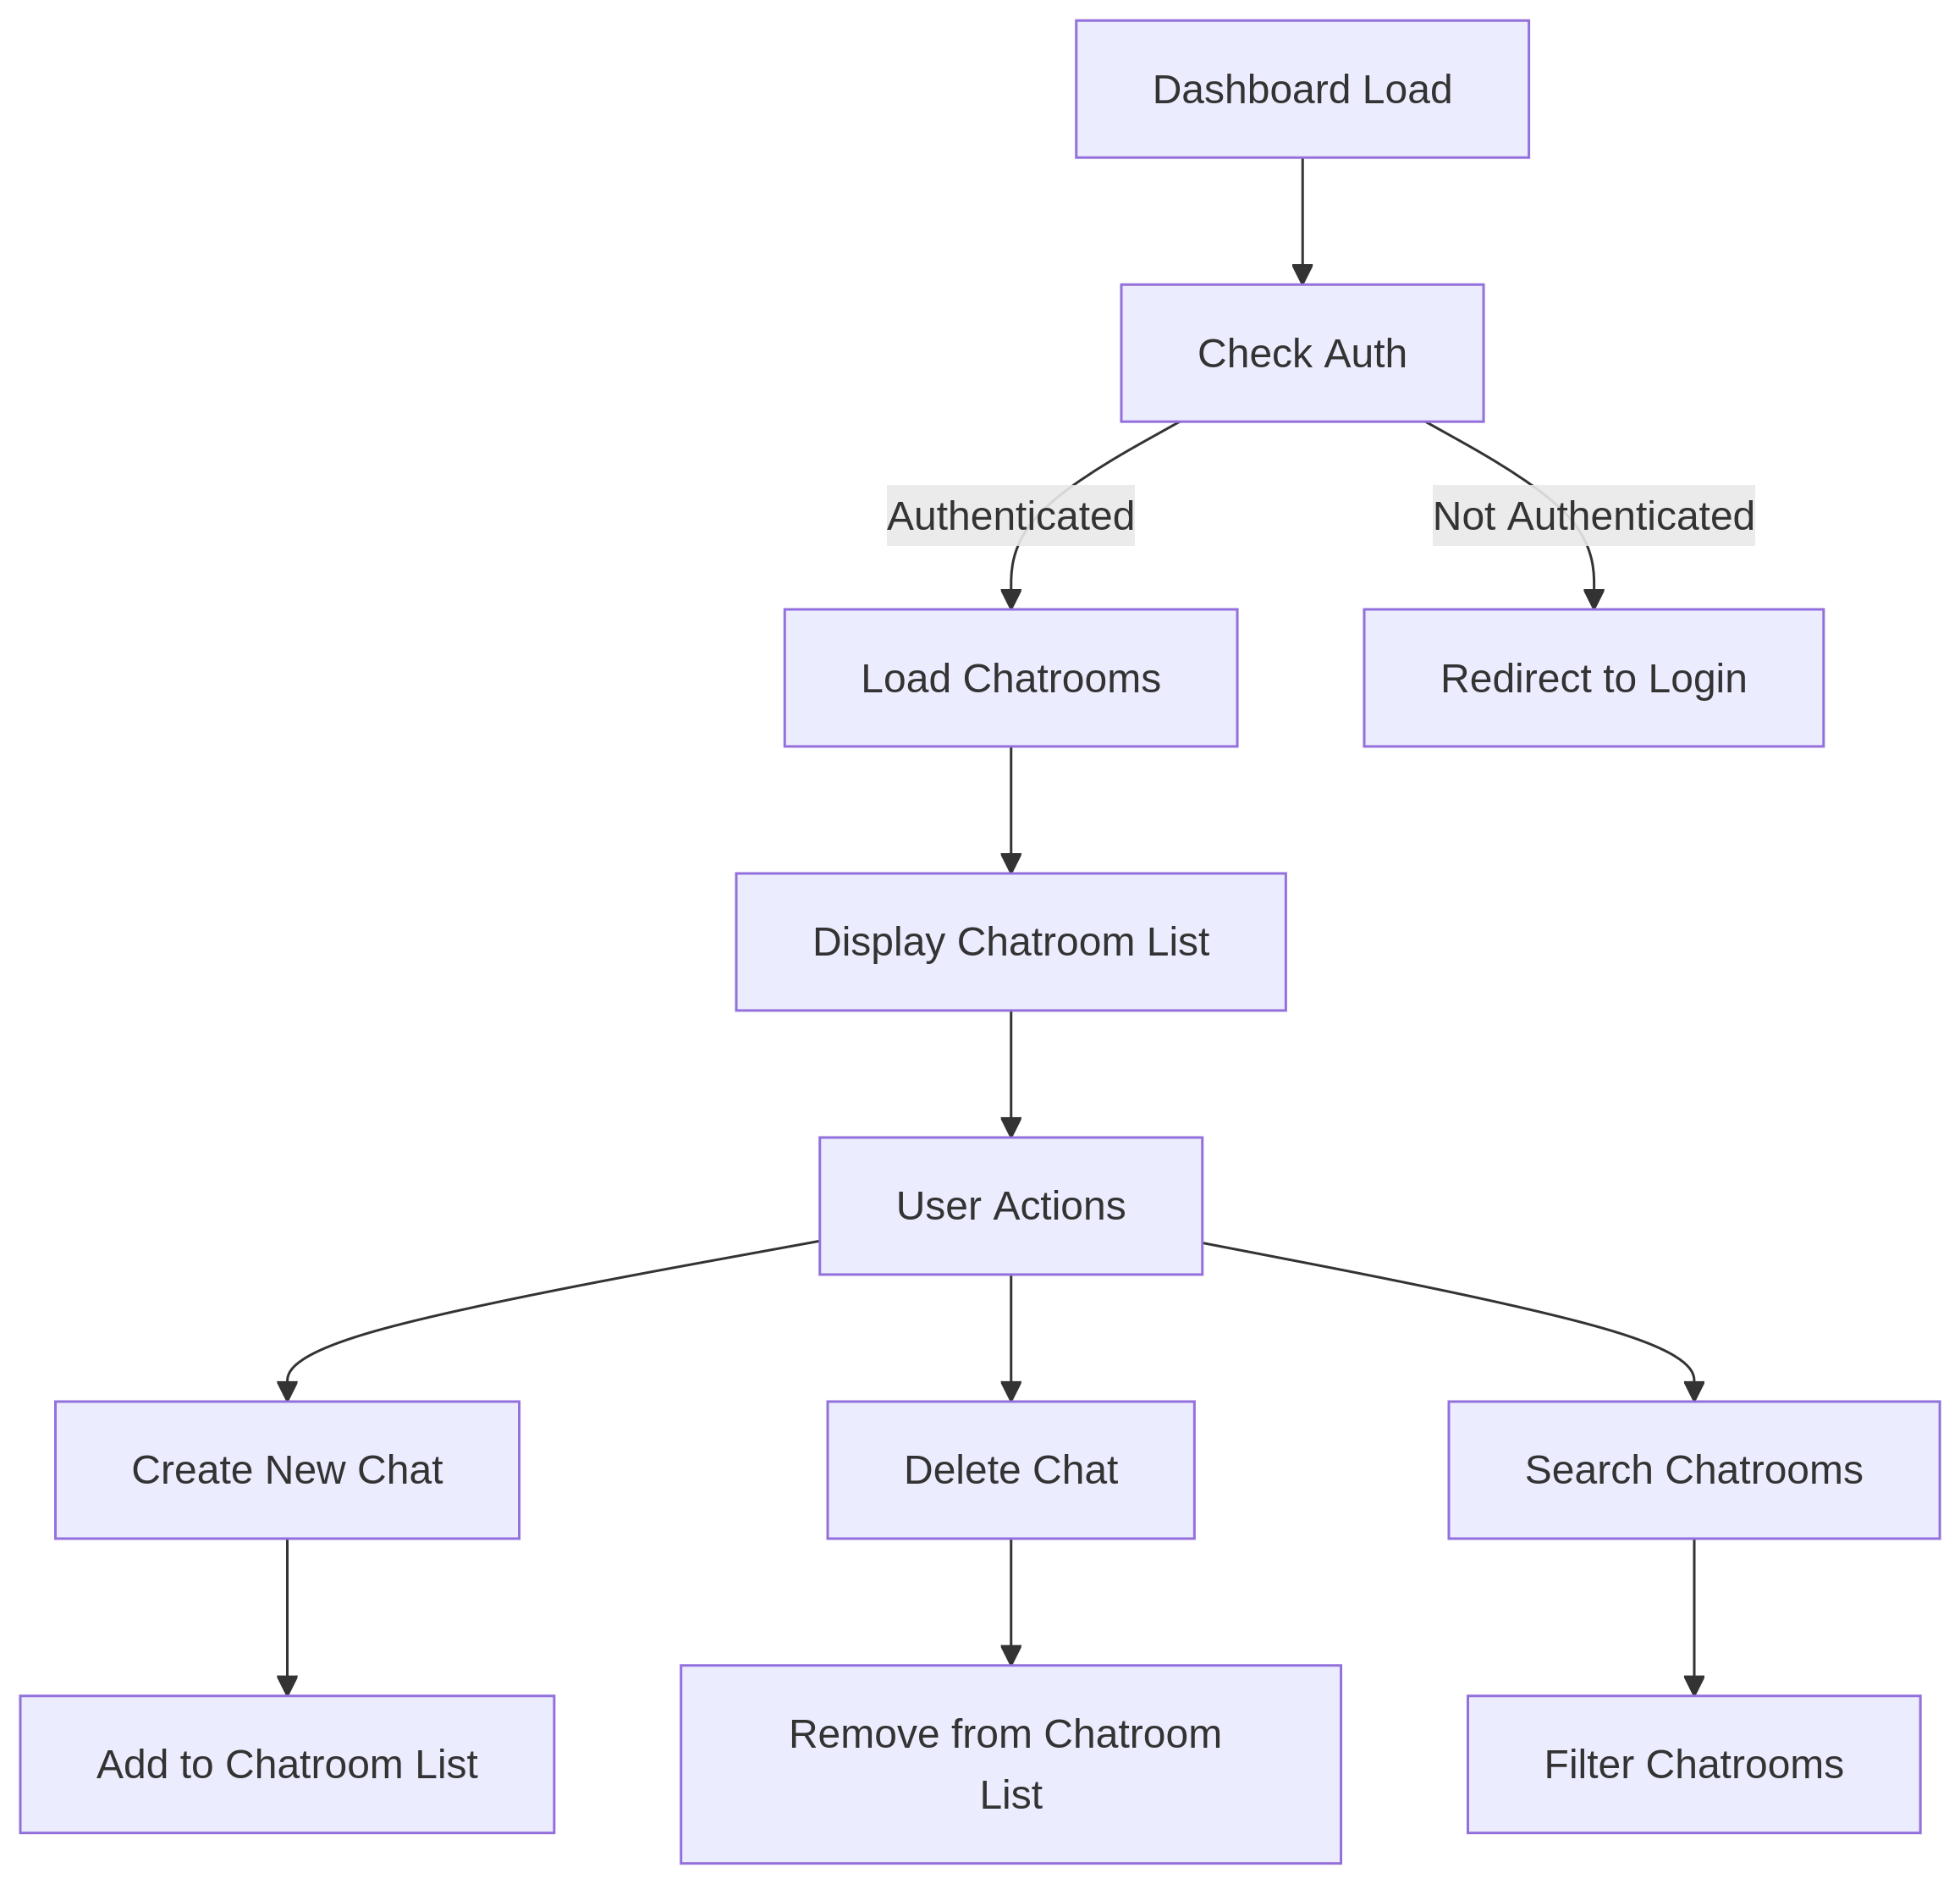 Dashboard Load
Check Auth
Authenticated
Not Authenticated
Load Chatrooms
Redirect to Login
Display Chatroom List
User Actions
Create New Chat
Delete Chat
Search Chatrooms
Add to Chatroom List
Remove from Chatroom
List
Filter Chatrooms